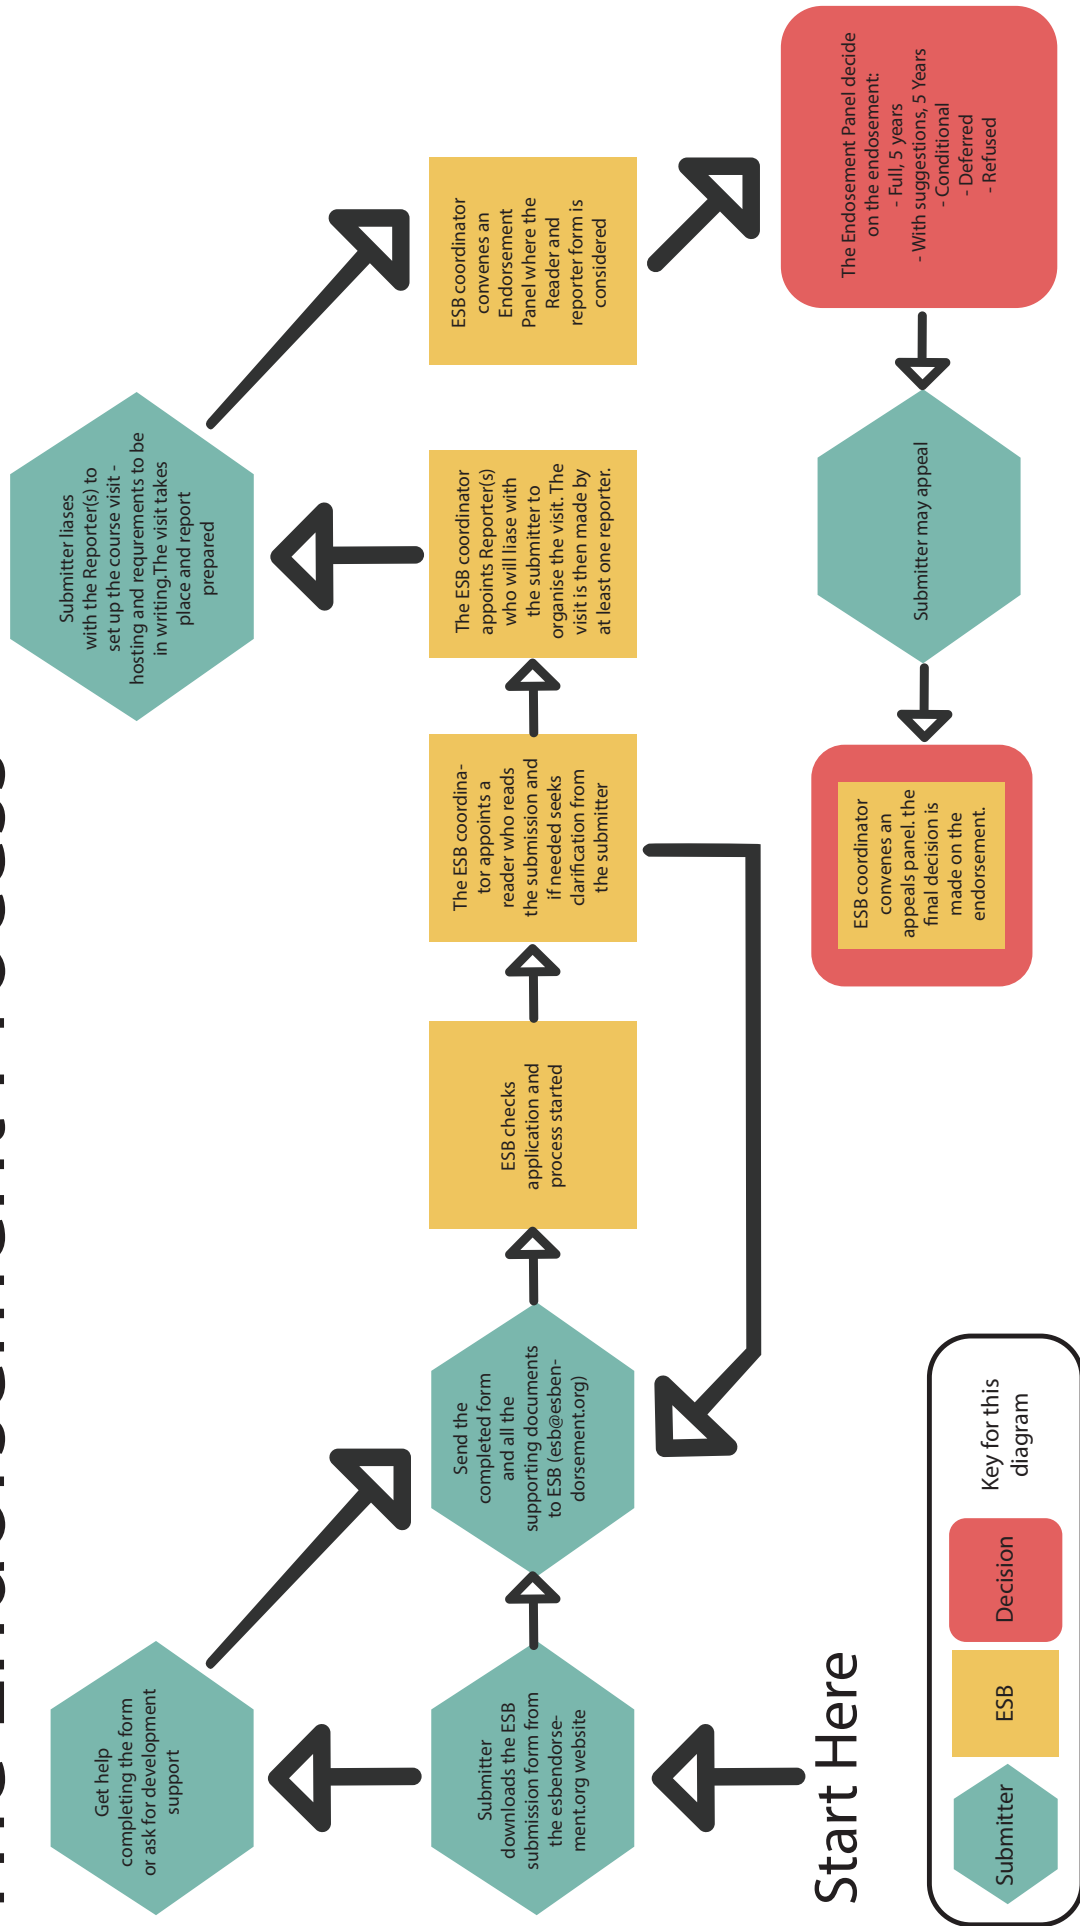 The Endorsement Process
Get help
completing the form
or ask for development
support
Submitter
downloads the ESB
submission form from
the esbendorse-
ment.org website
Start Here
Send the
completed form
and all the
supporting documents
to ESB (esb@esben-
dorsement.org)
ESB checks
application and
process started
The ESB coordina-
tor appoints a
reader who reads
the submission and
if needed seeks
clarification from
the submitter
The ESB coordinator
appoints Reporter(s)
who will liase with
the submitter to
organise the visit. The
visit is then made by
at least one reporter.
Submitter liases
with the Reporter(s) to
set up the course visit -
hosting and requrements to be
in writing.The visit takes
place and report
prepared
ESB coordinator
convenes an
Endorsement
Panel where the
Reader and
reporter form is
considered
The Endosement Panel decide
on the endosement:
- Full, 5 years
- With suggestions, 5 Years
- Conditional
- Deferred
- Refused
Submitter may appeal
ESB coordinator
convenes an
appeals panel. the
final decision is
made on the
endorsement.
Submitter
ESB
Decision
Key for this
diagram